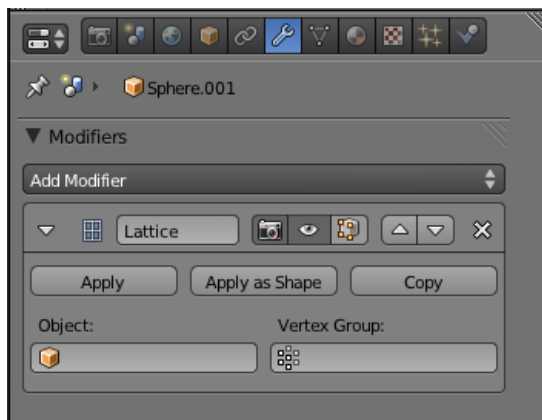 Sphere.001
Modifiers
Add Modifier
Lattice
Apply Apply as Shape Copy
Object: Vertex Group: